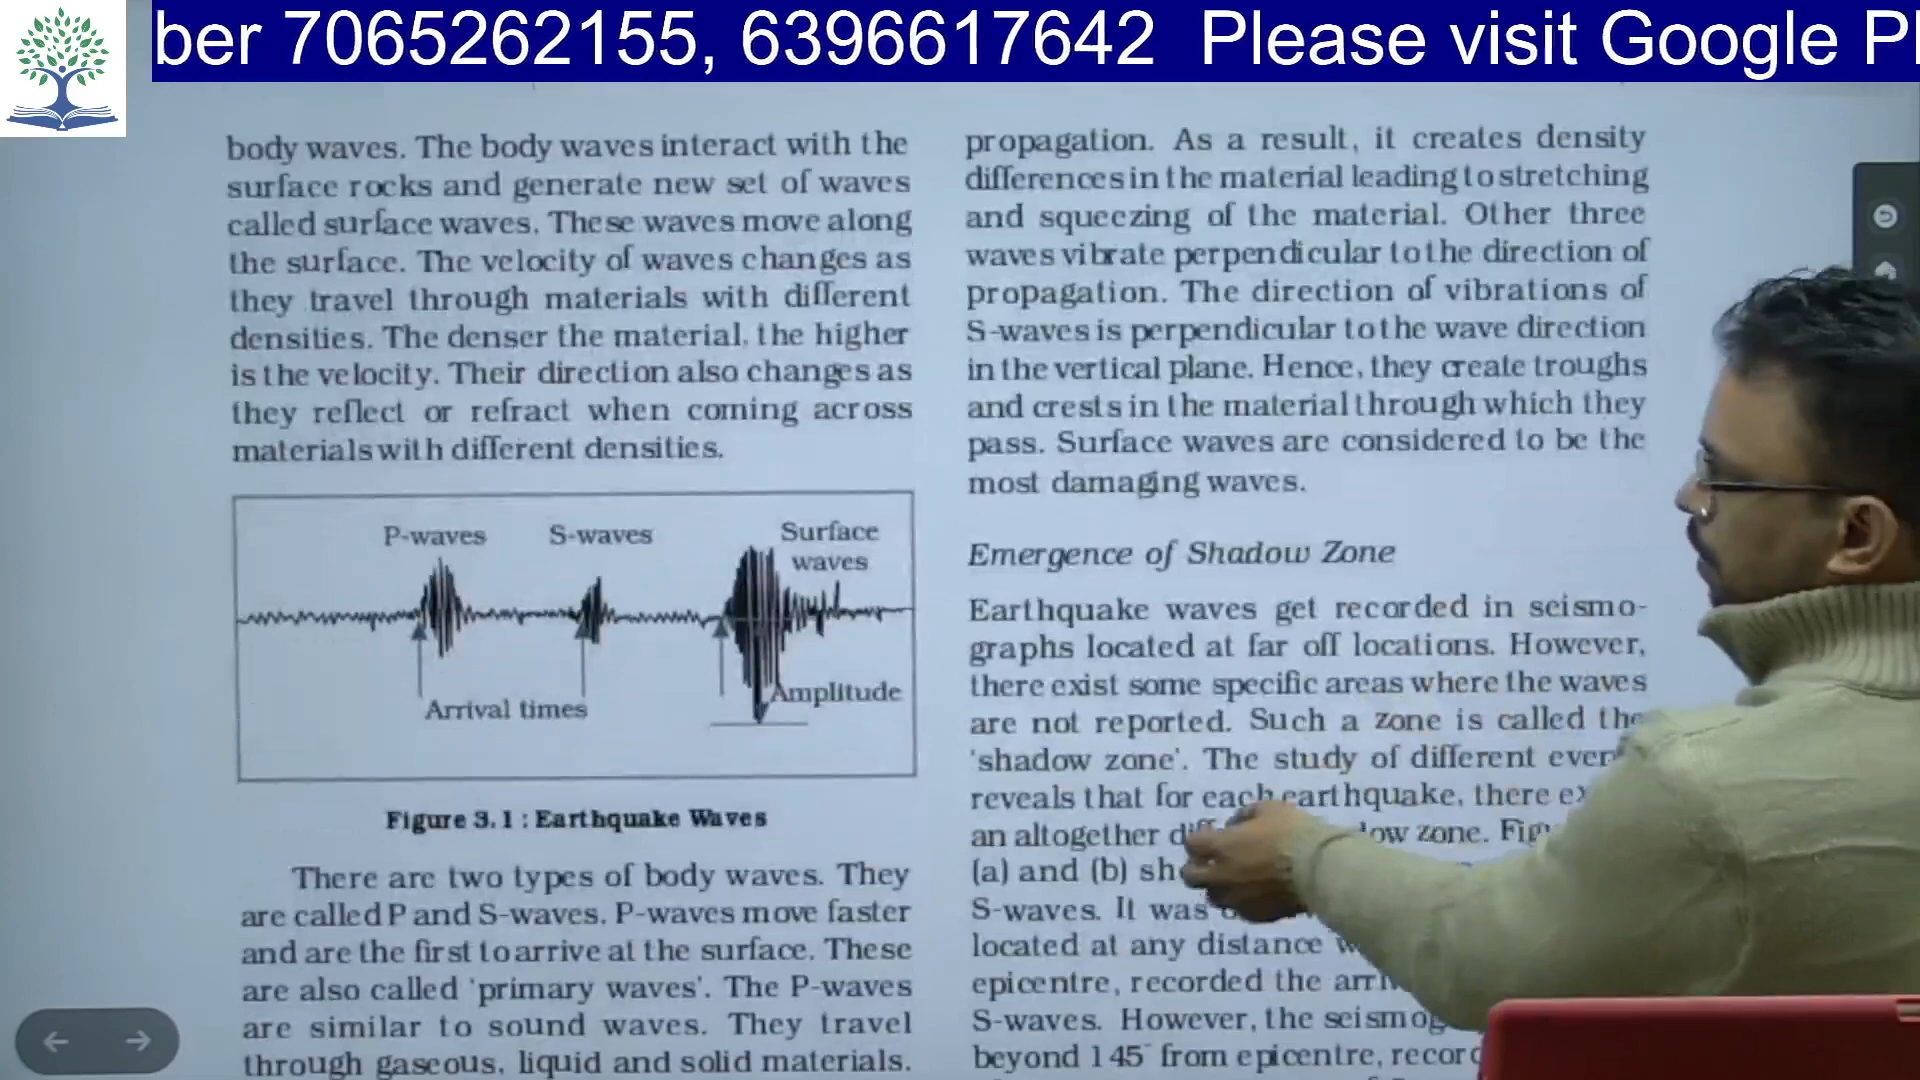 ber 7065262155, 6396617642 Please visit Google Pl
body waves. The body waves interact with the
surface rocks and generate new set of waves
called surface waves. These waves move along
the surface. The velocity of waves changes as
they travel through materials with different
densities. The denser the material, the higher
is the velocity. Their direction also changes as
they reflect or refract when coming across
materials with different densities.
P-waves
S-waves
Surface
waves
Arrival times
Amplitude
Figure 3.1 : Earthquake Waves
There are two types of body waves. They
are called P and S-waves. P-waves move faster
and are the first to arrive at the surface. These
are also called 'primary waves'. The P-waves
are similar to sound waves. They travel
through gaseous, liquid and solid materials.
propagation. As a result, it creates density
differences in the material leading to stretching
and squeezing of the material. Other three
waves vibrate perpendicular to the direction of
propagation. The direction of vibrations of
S-waves is perpendicular to the wave direction
in the vertical plane. Hence, they create troughs
and crests in the material through which they
pass. Surface waves are considered to be the
most damaging waves.
Emergence of Shadow Zone
Earthquake waves get recorded in seismo-
graphs located at far off locations. However,
there exist some specific areas where the waves
are not reported. Such a zone is called the
'shadow zone'. The study of different
reveals that for each earthquake, there
an altogether zone.
(a) and (b)
S-waves. It was
located at any distance
epicentre, recorded the
S-waves. However, the
beyond 145° from epicentre,